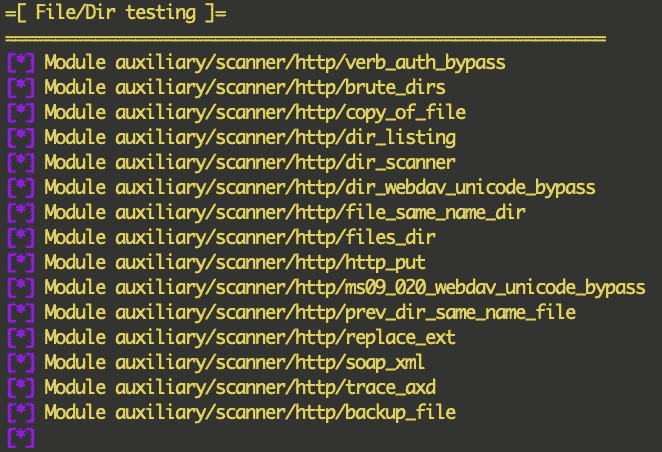 =[ File/Dir testing ]=
============================================================
[*] Module auxiliary/scanner/http/verb_auth_bypass
[*] Module auxiliary/scanner/http/brute_dirs
[*] Module auxiliary/scanner/http/copy_of_file
[*] Module auxiliary/scanner/http/dir_listing
[*] Module auxiliary/scanner/http/dir_scanner
[*] Module auxiliary/scanner/http/dir_webdav_unicode_bypass
[*] Module auxiliary/scanner/http/file_same_name_dir
[*] Module auxiliary/scanner/http/files_dir
[*] Module auxiliary/scanner/http/http_put
[*] Module auxiliary/scanner/http/ms09_020_webdav_unicode_bypass
[*] Module auxiliary/scanner/http/prev_dir_same_name_file
[*] Module auxiliary/scanner/http/replace_ext
[*] Module auxiliary/scanner/http/soap_xml
[*] Module auxiliary/scanner/http/trace_axd
[*] Module auxiliary/scanner/http/backup_file
[*]